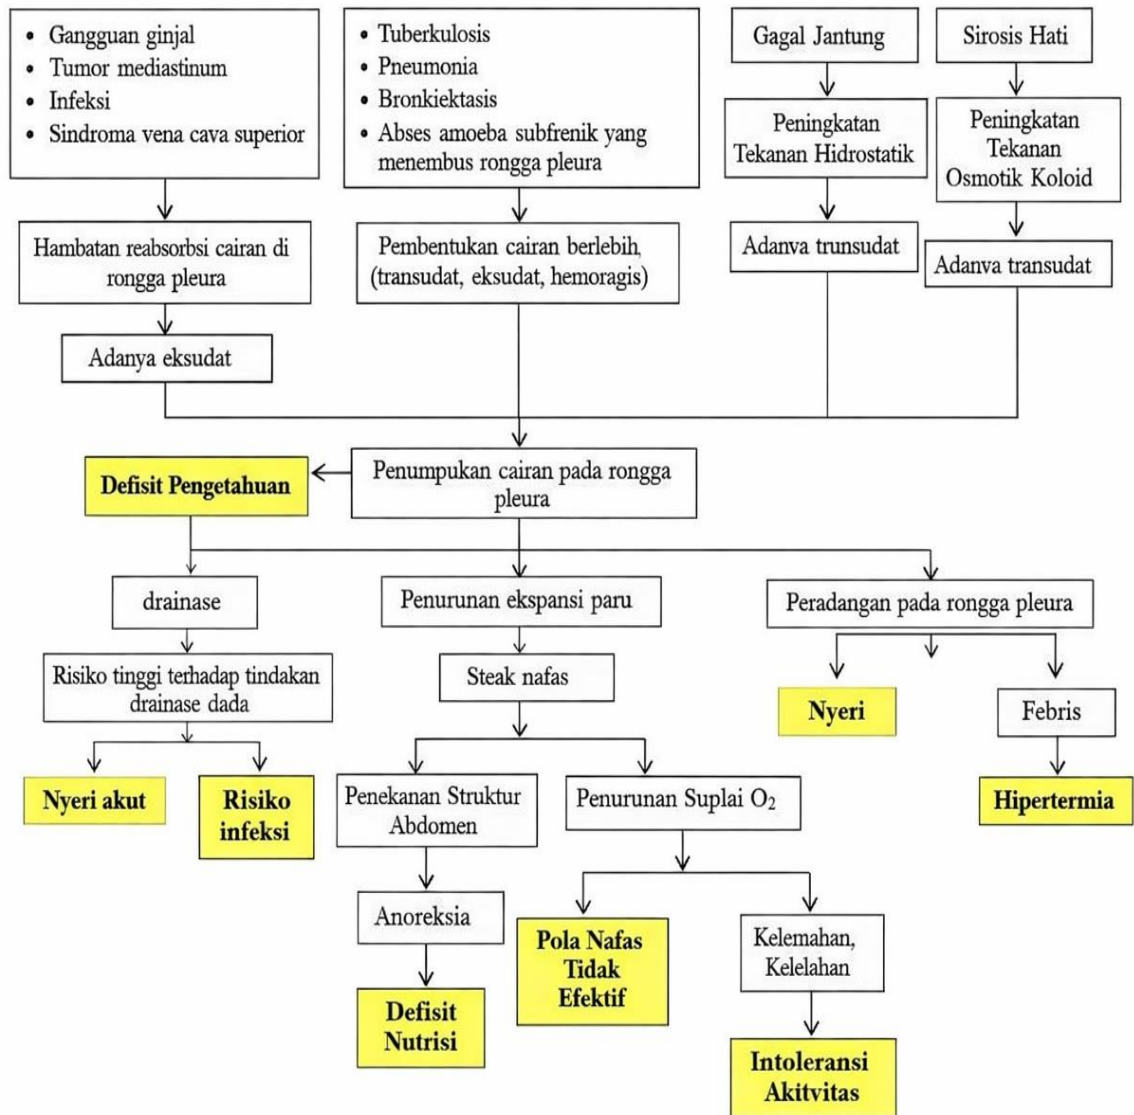 • Gangguan ginjal
• Tumor mediastinum
• Infeksi
• Sindroma vena cava superior
• Tuberkulosis
• Pneumonia
• Bronkiektasis
• Abses amoeba subfrenik yang
menembus rongga pleura
Gagal Jantung
Sirosis Hati
Peningkatan
Tekanan Hidrostatik
Peningkatan
Tekanan
Osmotik Koloid
Hambatan reabsorbsi cairan di
rongga pleura
Pembentukan cairan berlebih,
(transudat, eksudat, hemoragis)
Adanva trunsudat
Adanva transudat
Adanya eksudat
Defisit Pengetahuan
Penumpukan cairan pada rongga
pleura
drainase
Penurunan ekspansi paru
Peradangan pada rongga pleura
Risiko tinggi terhadap tindakan
drainase dada
Steak nafas
Nyeri
Febris
Nyeri akut
Risiko
infeksi
Penekanan Struktur
Abdomen
Penurunan Suplai O₂
Hipertermia
Anoreksia
Pola Nafas
Tidak
Efektif
Kelemahan,
Kelelahan
Defisit
Nutrisi
Intoleransi
Akitvitas